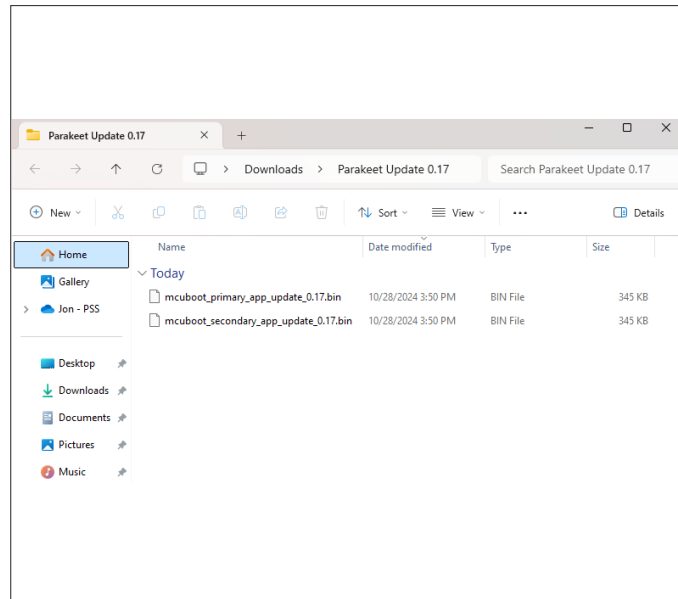 Parakeet Update 0.17
Downloads > Parakeet Update 0.17
Search Parakeet Update 0.17
New
Sort
View
Details
Home
Gallery
Jon - PSS
Desktop
Downloads
Documents
Pictures
Music
Name Date modified Type Size
Today
mcuboot_primary_app_update_0.17.bin 10/28/2024 3:50 PM BIN File 345 KB
mcuboot_secondary_app_update_0.17.bin 10/28/2024 3:50 PM BIN File 345 KB